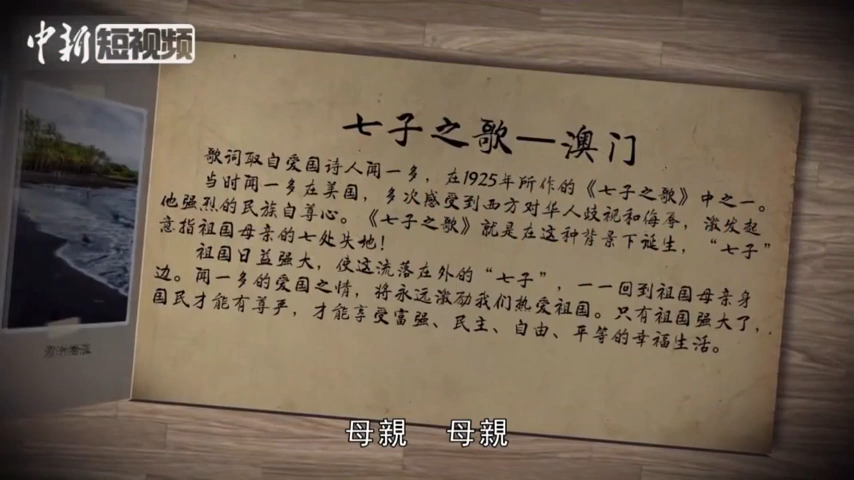 中新短视频
七子之歌—澳门
歌词取自爱国诗人闻一多，在1925年所作的《七子之歌》中之一。
当时闻一多在美国，多次感受到西方对华人歧视和侮辱，激发起
他强烈的民族自尊心。《七子之歌》就是在这种背景下诞生，“七子”
意指祖国母亲的七处失地！
祖国日益强大，使这流落在外的“七子”，一一回到祖国母亲身
边。闻一多的爱国之情，将永远激励我们热爱祖国。只有祖国强大了，
国民才能有尊严，才能享受富强、民主、自由、平等的幸福生活。
母親 母親